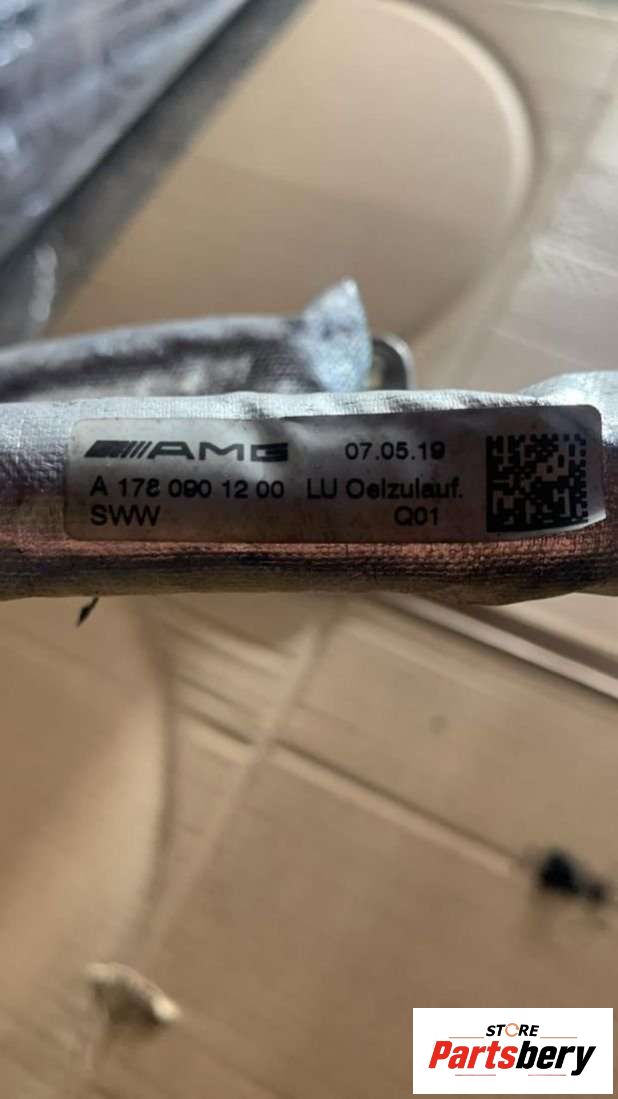 AMG 07.05.19
A 178 090 12 00 LU Oelzulauf.
SWW Q01
STORE
Partsbery